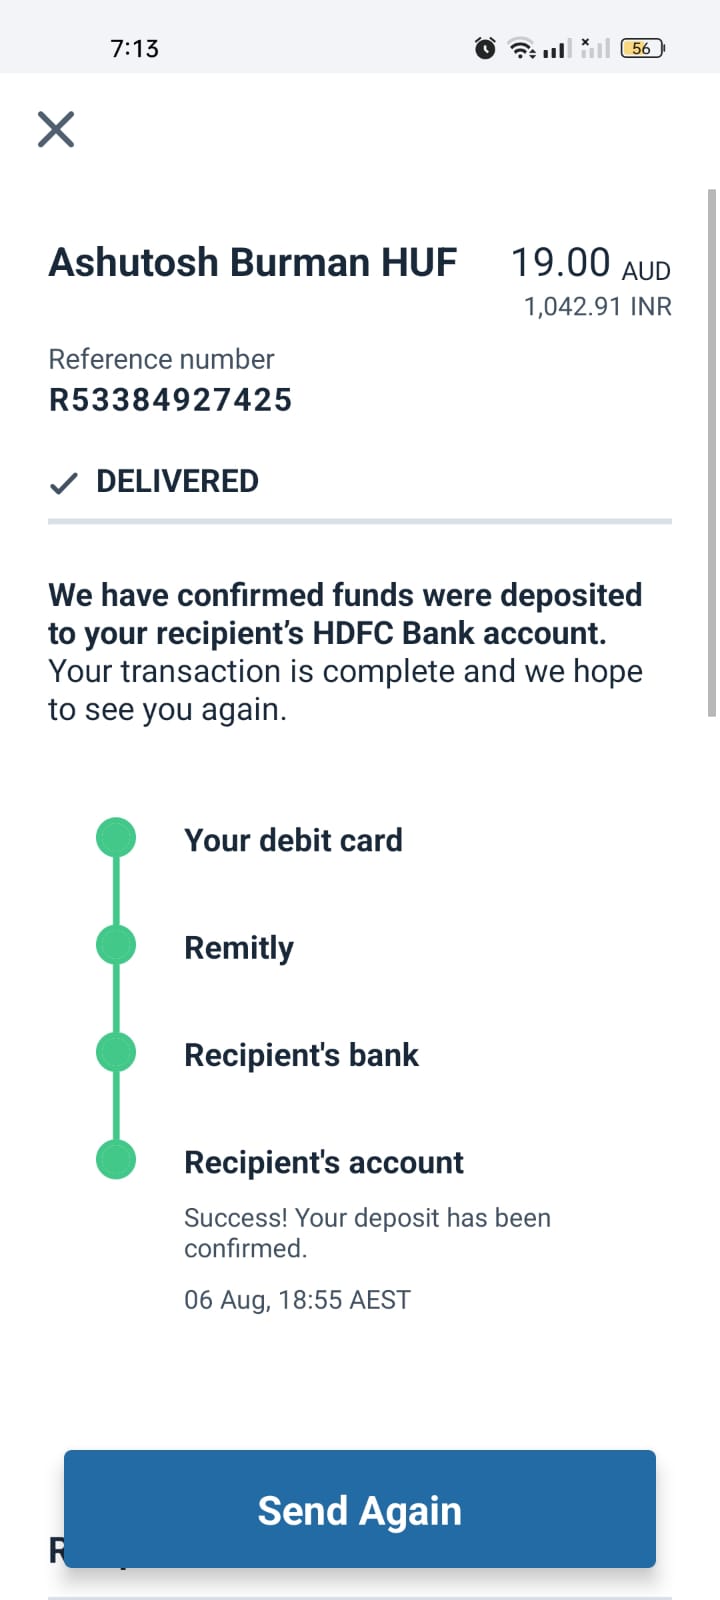 7:13
56
Ashutosh Burman HUF 19.00 AUD
1,042.91 INR
Reference number
R53384927425
DELIVERED
We have confirmed funds were deposited
to your recipient’s HDFC Bank account.
Your transaction is complete and we hope
to see you again.
Your debit card
Remitly
Recipient's bank
Recipient's account
Success! Your deposit has been
confirmed.
06 Aug, 18:55 AEST
Send Again